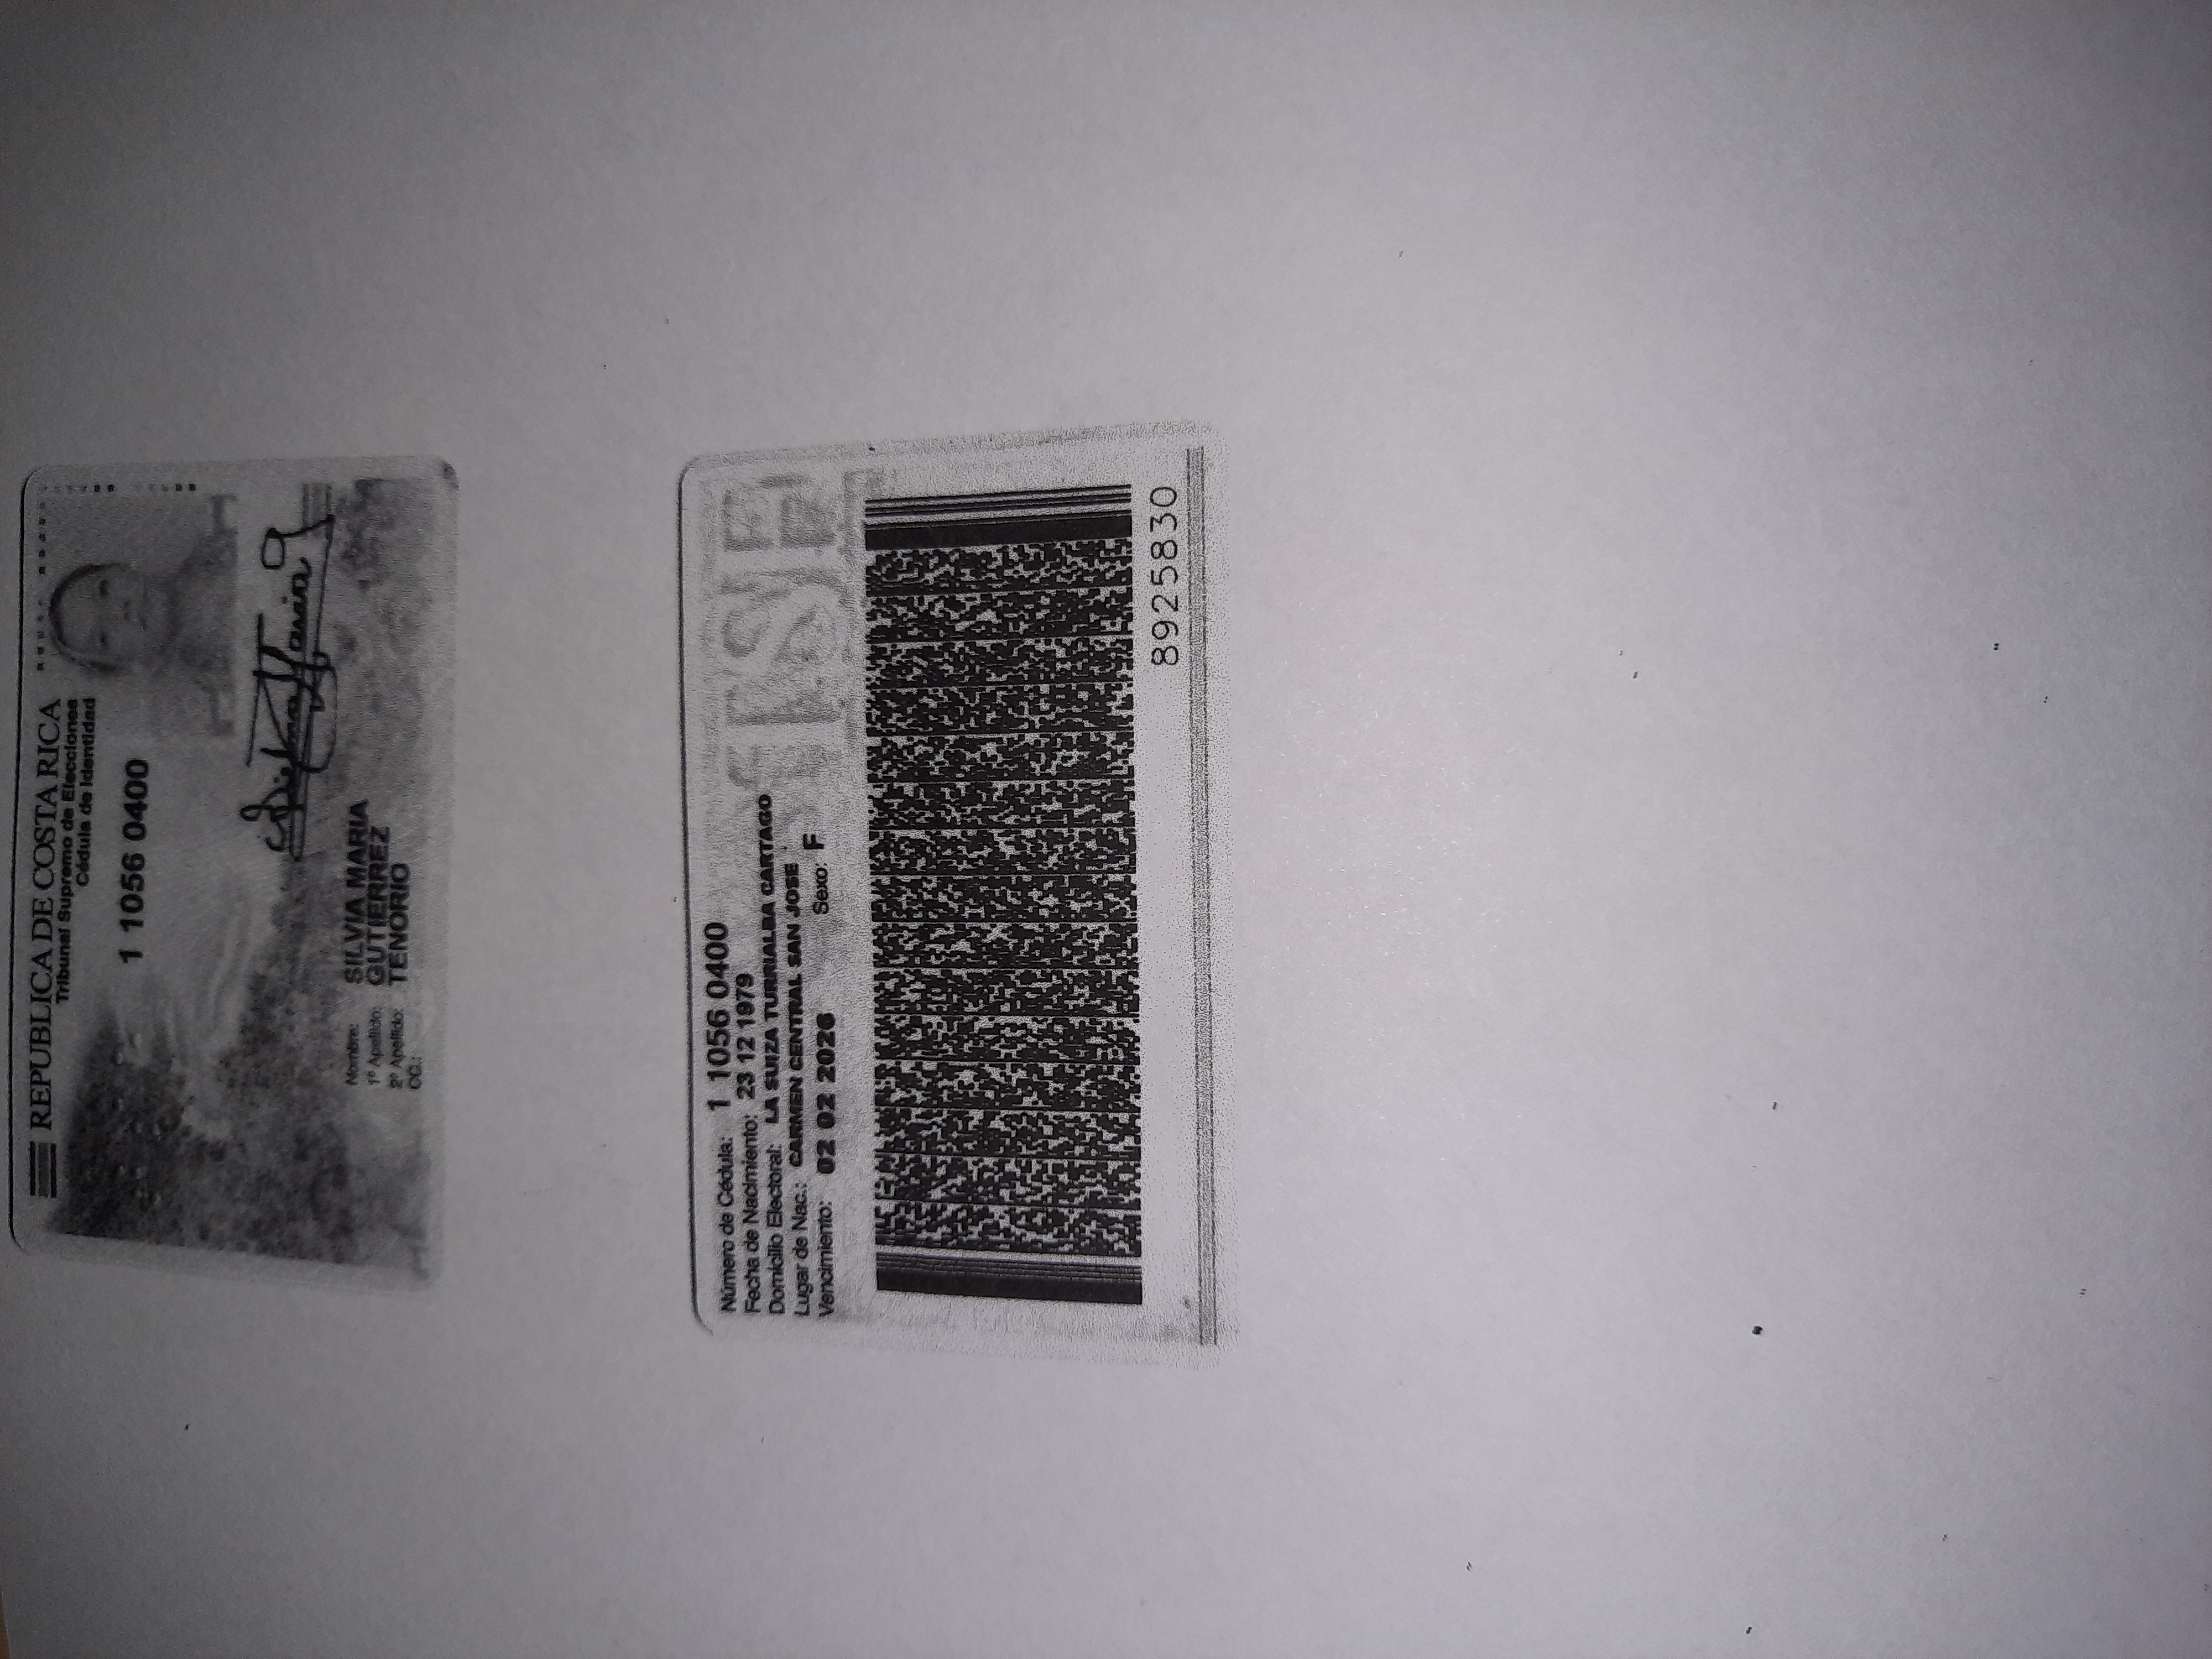 REPUBLICA DE COSTA RICA
Tribunal Supremo de Elecciones
Cédula de Identidad
1 1056 0400
Nombre: SILVIA MARIA
1º Apellido: GUTIERREZ
2º Apellido: TENORIO
CC.:
Número de Cédula: 1 1056 0400
Fecha de Nacimiento: 23 12 1979
Domicilio Electoral: LA SUIZA TURRIALBA CARTAGO
Lugar de Nac.: CARMEN CENTRAL SAN JOSE
Vencimiento: 02 02 2026 Sexo: F
TSE
8925830